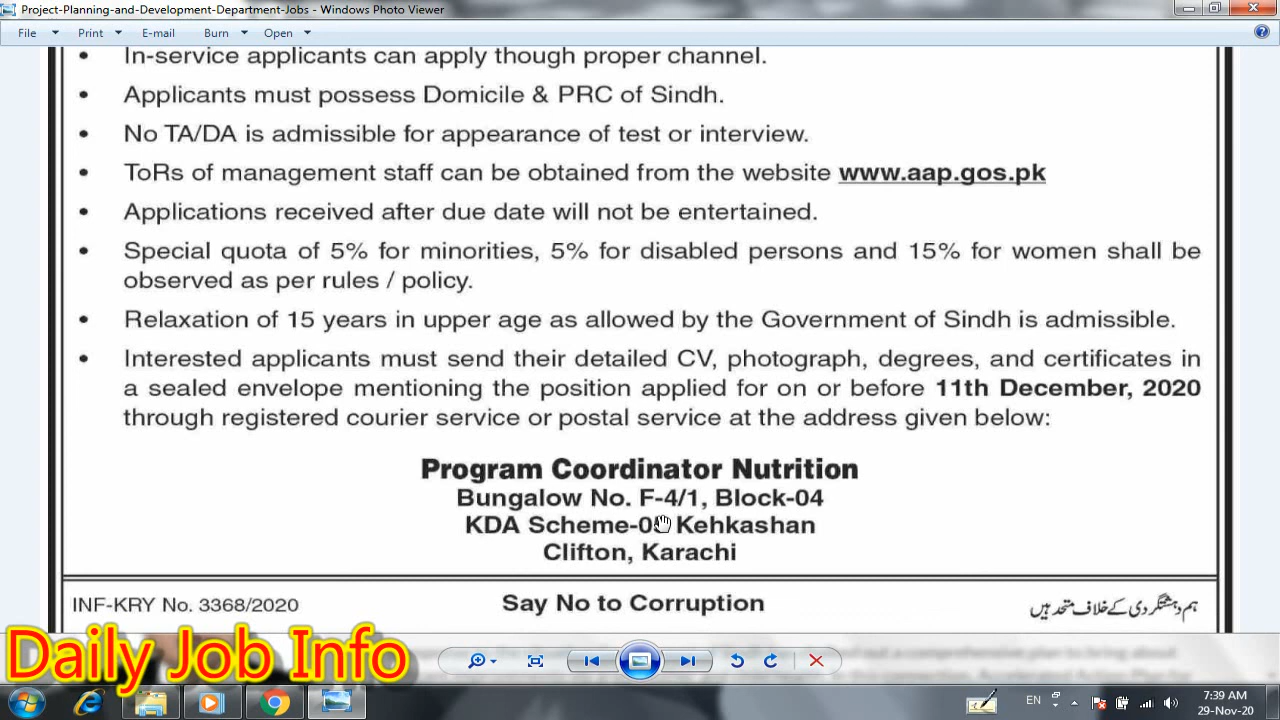 Project-Planning-and-Development-Department-Jobs - Windows Photo Viewer
File Print E-mail Burn Open
• In-service applicants can apply though proper channel.
• Applicants must possess Domicile & PRC of Sindh.
• No TA/DA is admissible for appearance of test or interview.
• ToRs of management staff can be obtained from the website www.aap.gos.pk
• Applications received after due date will not be entertained.
• Special quota of 5% for minorities, 5% for disabled persons and 15% for women shall be
observed as per rules / policy.
• Relaxation of 15 years in upper age as allowed by the Government of Sindh is admissible.
• Interested applicants must send their detailed CV, photograph, degrees, and certificates in
a sealed envelope mentioning the position applied for on or before 11th December, 2020
through registered courier service or postal service at the address given below:
Program Coordinator Nutrition
Bungalow No. F-4/1, Block-04
KDA Kehkashan
Clifton, Karachi
INF-KRY No. 3368/2020 Say No to Corruption ہم دہشتگردی کے خلاف متحد ہیں
Daily Job Info
EN 7:39 AM
29-Nov-20